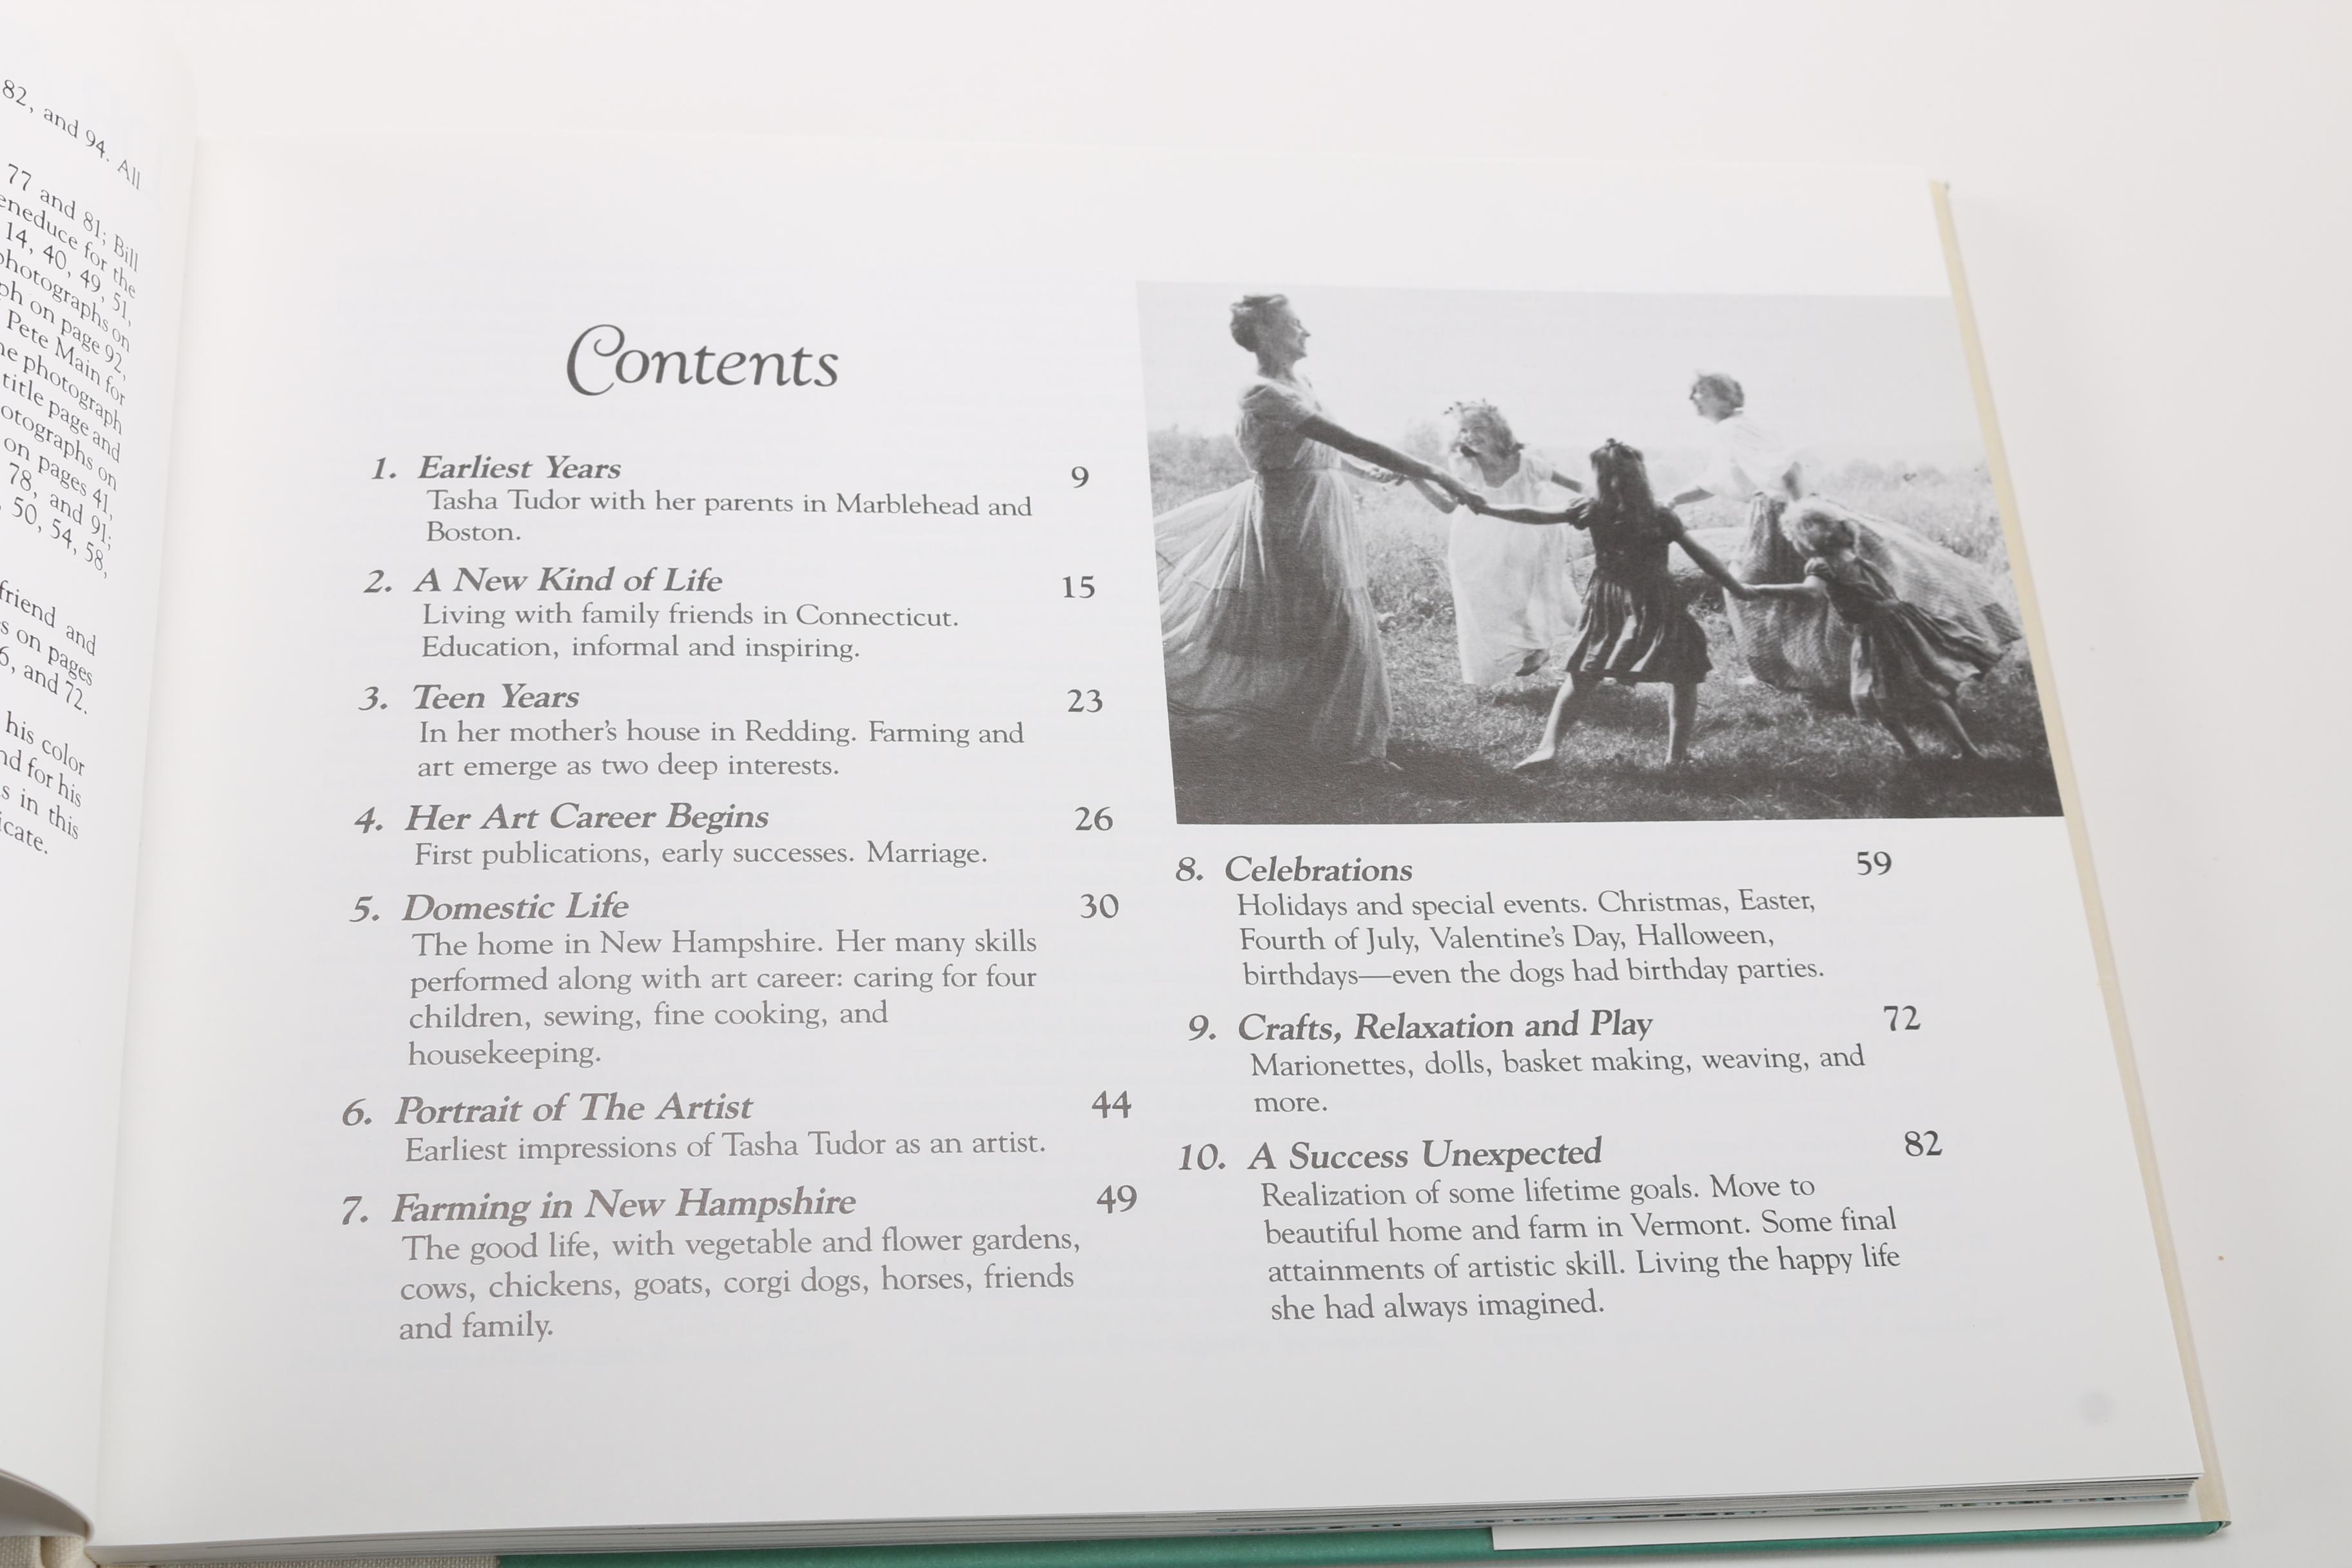 82, and 94. All
77 and 81; Bill
for the
14, 40, 49, 51,
photographs on
on page 92,
Pete Main for
photograph
title page and
on
on pages 41,
78, and 91;
50, 54, 58,
friend and
on pages
and 72.
his color
for his
in this
Contents
1. Earliest Years 9
Tasha Tudor with her parents in Marblehead and
Boston.
2. A New Kind of Life 15
Living with family friends in Connecticut.
Education, informal and inspiring.
3. Teen Years 23
In her mother's house in Redding. Farming and
art emerge as two deep interests.
4. Her Art Career Begins 26
First publications, early successes. Marriage.
5. Domestic Life 30
The home in New Hampshire. Her many skills
performed along with art career: caring for four
children, sewing, fine cooking, and
housekeeping.
6. Portrait of The Artist 44
Earliest impressions of Tasha Tudor as an artist.
7. Farming in New Hampshire 49
The good life, with vegetable and flower gardens,
cows, chickens, goats, corgi dogs, horses, friends
and family.
8. Celebrations 59
Holidays and special events. Christmas, Easter,
Fourth of July, Valentine's Day, Halloween,
birthdays—even the dogs had birthday parties.
9. Crafts, Relaxation and Play 72
Marionettes, dolls, basket making, weaving, and
more.
10. A Success Unexpected 82
Realization of some lifetime goals. Move to
beautiful home and farm in Vermont. Some final
attainments of artistic skill. Living the happy life
she had always imagined.